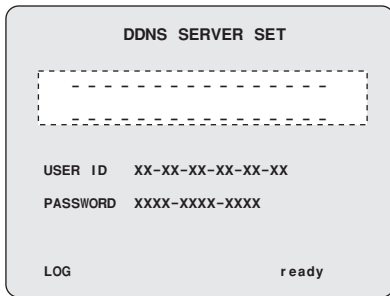 DDNS SERVER SET
- - - - - - - - - - - - - - - -
- - - - - - - - - - - - - - - -
USER ID XX-XX-XX-XX-XX-XX
PASSWORD XXXX-XXXX-XXXX
LOG ready